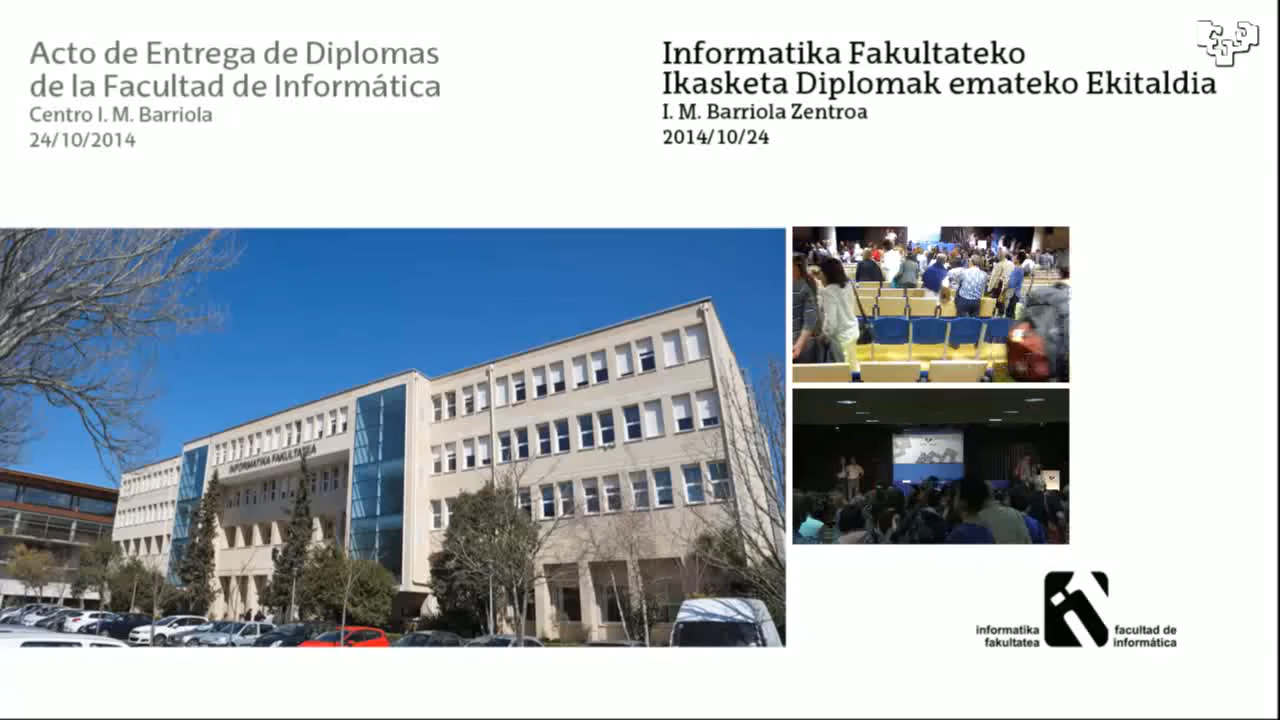 Acto de Entrega de Diplomas
de la Facultad de Informática
Centro I. M. Barriola
24/10/2014
Informatika Fakultateko
Ikasketa Diplomak emateko Ekitaldia
I. M. Barriola Zentroa
2014/10/24
INFORMATIKA FAKULTATEA
informatika
fakultatea
facultad de
informática